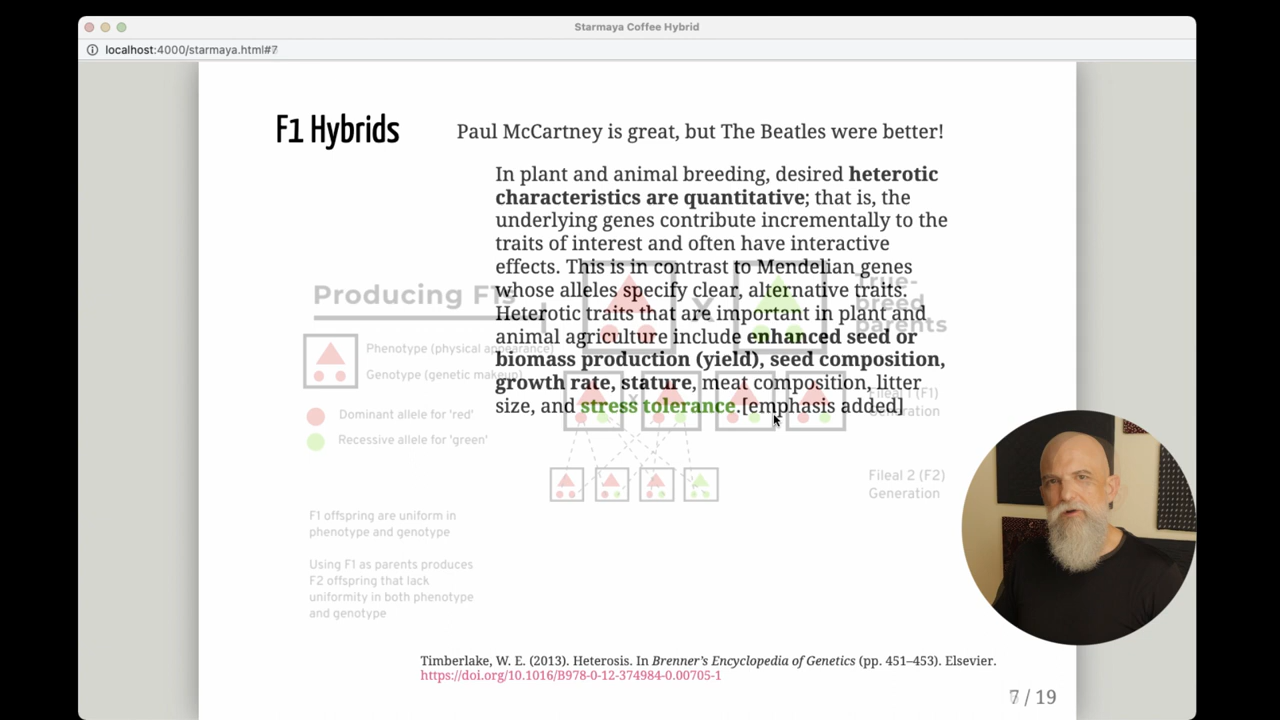 Starmaya Coffee Hybrid
localhost:4000/starmaya.html#7
F1 Hybrids
Paul McCartney is great, but The Beatles were better!
In plant and animal breeding, desired heterotic
characteristics are quantitative; that is, the
underlying genes contribute incrementally to the
traits of interest and often have interactive
effects. This is in contrast to Mendelian genes
whose alleles specify clear, alternative traits.
Heterotic traits that are important in plant and
animal agriculture include enhanced seed or
biomass production (yield), seed composition,
growth rate, stature, meat composition, litter
size, and stress tolerance.[emphasis added]
Producing F1s
X
True-
breed
parents
Phenotype (physical appearance)
Genotype (genetic makeup)
Dominant allele for 'red'
Recessive allele for 'green'
x
Fileal 1 (F1)
Generation
Fileal 2 (F2)
Generation
F1 offspring are uniform in
phenotype and genotype
Using F1 as parents produces
F2 offspring that lack
uniformity in both phenotype
and genotype
Timberlake, W. E. (2013). Heterosis. In Brenner's Encyclopedia of Genetics (pp. 451–453). Elsevier.
https://doi.org/10.1016/B978-0-12-374984-0.00705-1
7 / 19